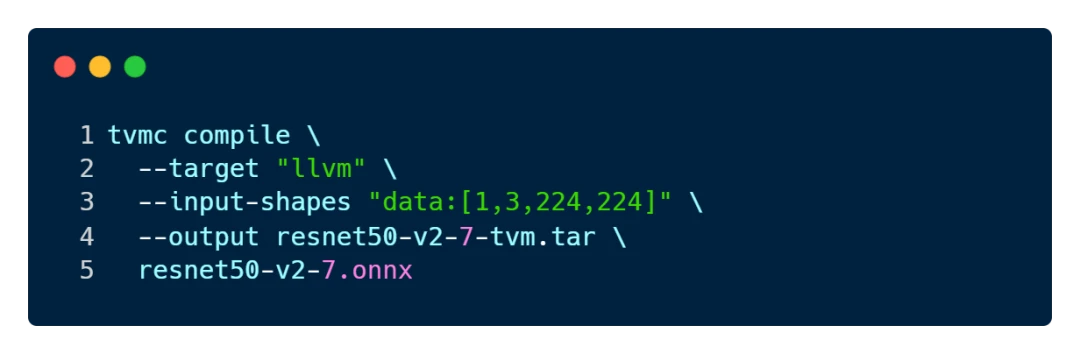 1 tvmc compile \
2   --target "llvm" \
3   --input-shapes "data:[1,3,224,224]" \
4   --output resnet50-v2-7-tvm.tar \
5   resnet50-v2-7.onnx